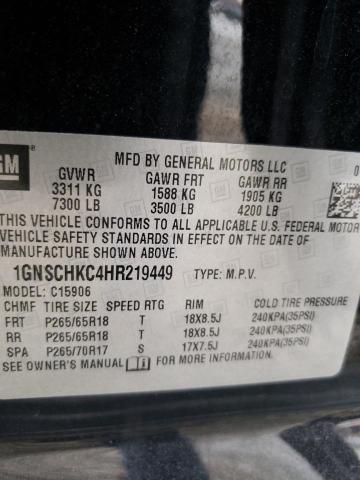 GM
MFD BY GENERAL MOTORS LLC 0
GVWR GAWR FRT GAWR RR
3311 KG 1588 KG 1905 KG
7300 LB 3500 LB 4200 LB
THIS VEHICLE CONFORMS TO ALL APPLICABLE U.S. FEDERAL MOTOR
VEHICLE SAFETY STANDARDS IN EFFECT ON THE DATE OF
MANUFACTURE SHOWN ABOVE.
1GNSCHKC4HR219449 TYPE: M.P.V.
MODEL: C15906
CHMF TIRE SIZE SPEED RTG RIM COLD TIRE PRESSURE
FRT P265/65R18 T 18X8.5J 240KPA(35PSI)
RR P265/65R18 T 18X8.5J 240KPA(35PSI)
SPA P265/70R17 S 17X7.5J 240KPA(35PSI)
SEE OWNER'S MANUAL FOR MORE INFORMATION.